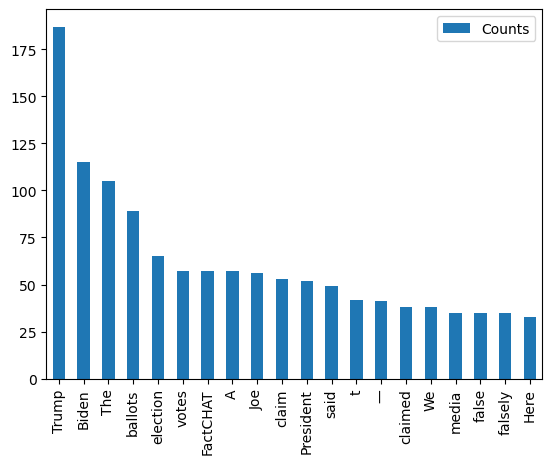 Counts
175
150
125
100
75
50
25
0
Trump
Biden
The
ballots
election
votes
FactCHAT
A
Joe
claim
President
said
t
—
claimed
We
media
false
falsely
Here